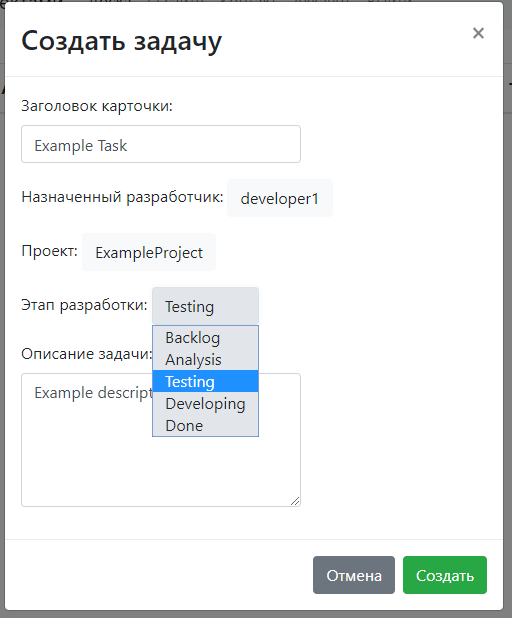 Создать задачу ×
Заголовок карточки:
Example Task
Назначенный разработчик: developer1
Проект: ExampleProject
Этап разработки: Testing
Backlog
Analysis
Testing
Developing
Done
Описание задачи:
Example descript
Отмена Создать